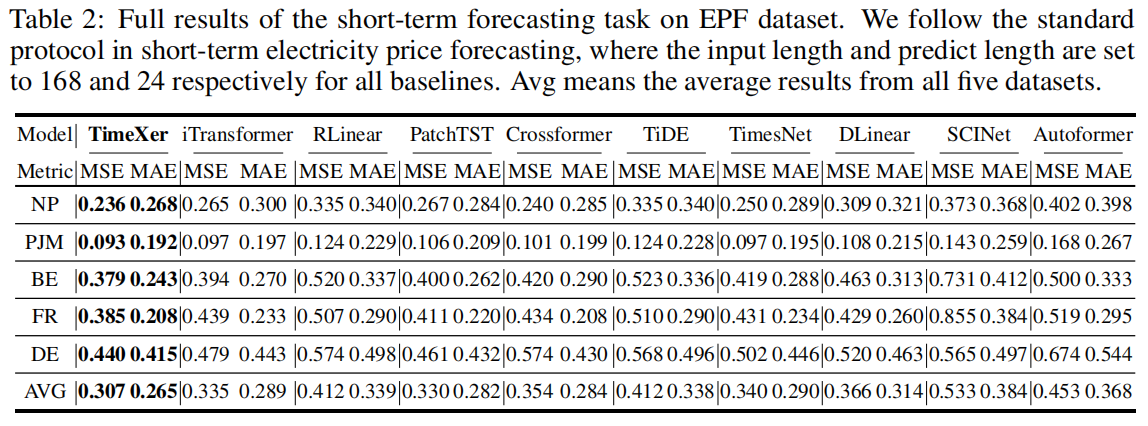 Table 2: Full results of the short-term forecasting task on EPF dataset. We follow the standard
protocol in short-term electricity price forecasting, where the input length and predict length are set
to 168 and 24 respectively for all baselines. Avg means the average results from all five datasets.
Model TimeXer iTransformer RLinear PatchTST Crossformer TiDE TimesNet DLinear SCINet Autoformer
Metric MSE MAE MSE MAE MSE MAE MSE MAE MSE MAE MSE MAE MSE MAE MSE MAE MSE MAE MSE MAE
NP 0.236 0.268 0.265 0.300 0.335 0.340 0.267 0.284 0.240 0.285 0.335 0.340 0.250 0.289 0.309 0.321 0.373 0.368 0.402 0.398
PJM 0.093 0.192 0.097 0.197 0.124 0.229 0.106 0.209 0.101 0.199 0.124 0.228 0.097 0.195 0.108 0.215 0.143 0.259 0.168 0.267
BE 0.379 0.243 0.394 0.270 0.520 0.337 0.400 0.262 0.420 0.290 0.523 0.336 0.419 0.288 0.463 0.313 0.731 0.412 0.500 0.333
FR 0.385 0.208 0.439 0.233 0.507 0.290 0.411 0.220 0.434 0.208 0.510 0.290 0.431 0.234 0.429 0.260 0.855 0.384 0.519 0.295
DE 0.440 0.415 0.479 0.443 0.574 0.498 0.461 0.432 0.574 0.430 0.568 0.496 0.502 0.446 0.520 0.463 0.565 0.497 0.674 0.544
AVG 0.307 0.265 0.335 0.289 0.412 0.339 0.330 0.282 0.354 0.284 0.412 0.338 0.340 0.290 0.366 0.314 0.533 0.384 0.453 0.368